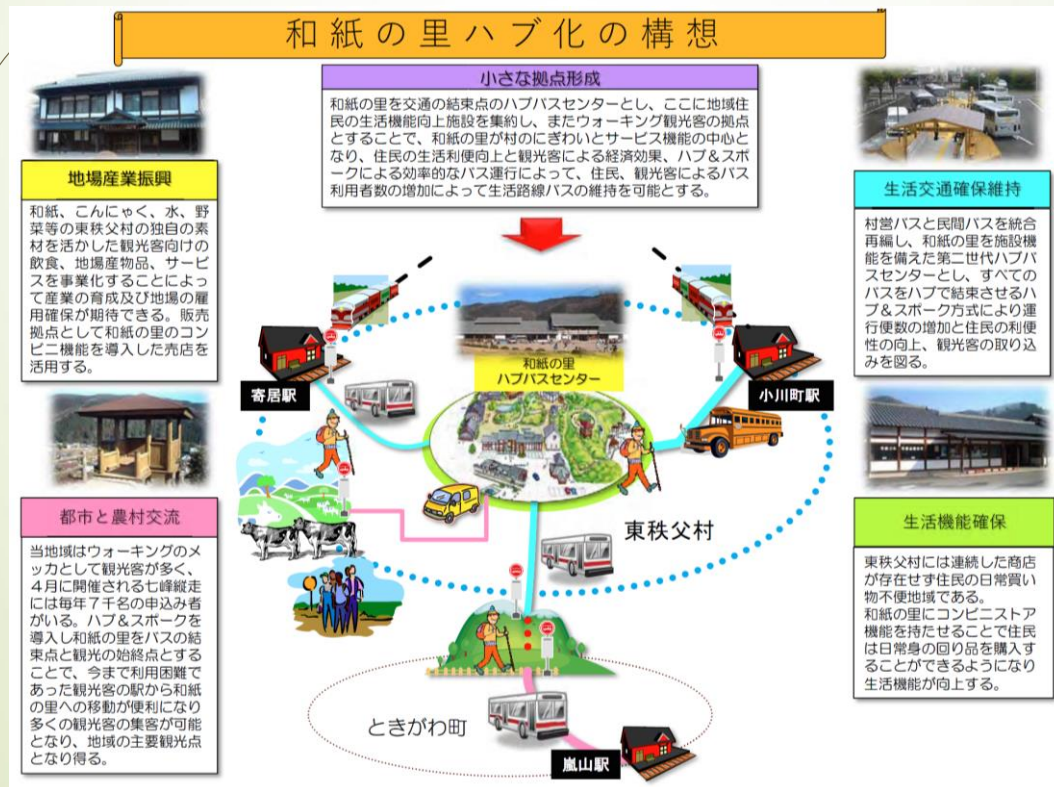 和紙の里ハブ化の構想
小さな拠点形成
和紙の里を交通の結束点のハブバスセンターとし、ここに地域住
民の生活機能向上施設を集約し、またウォーキング観光客の拠点
とすることで、和紙の里が村のにぎわいとサービス機能の中心と
なり、住民の生活利便向上と観光客による経済効果、ハブ&スポ
ークによる効率的なバス運行によって、住民、観光客によるバス
利用者数の増加によって生活路線バスの維持を可能とする。
地場産業振興
和紙、こんにゃく、水、野
菜等の東秩父村の独自の素
材を活かした観光客向けの
飲食、地場産物品、サービ
スを事業化することによっ
て産業の育成及び地場の雇
用確保が期待できる。販売
拠点として和紙の里のコン
ビニ機能を導入した売店を
活用する。
都市と農村交流
当地域はウォーキングのメ
ッカとして観光客が多く、
４月に開催される七峰縦走
には毎年７千名の申込み者
がいる。ハブ&スポークを
導入し和紙の里をバスの結
束点と観光の始終点とする
ことで、今まで利用困難で
あった観光客の駅から和紙
の里への移動が便利になり
多くの観光客の集客が可能
となり、地域の主要観光点
となり得る。
和紙の里
ハブバスセンター
寄居駅
小川町駅
東秩父村
ときがわ町
嵐山駅
生活交通確保維持
村営バスと民間バスを統合
再編し、和紙の里を施設機
能を備えた第二世代ハブバ
スセンターとし、すべての
バスをハブで結束させるハ
ブ&スポーク方式により運
行便数の増加と住民の利便
性の向上、観光客の取り込
みを図る。
生活機能確保
東秩父村には連続した商店
が存在せず住民の日常買い
物不便地域である。
和紙の里にコンビニストア
機能を持たせることで住民
は日常身の回り品を購入す
ることができるようになり
生活機能が向上する。